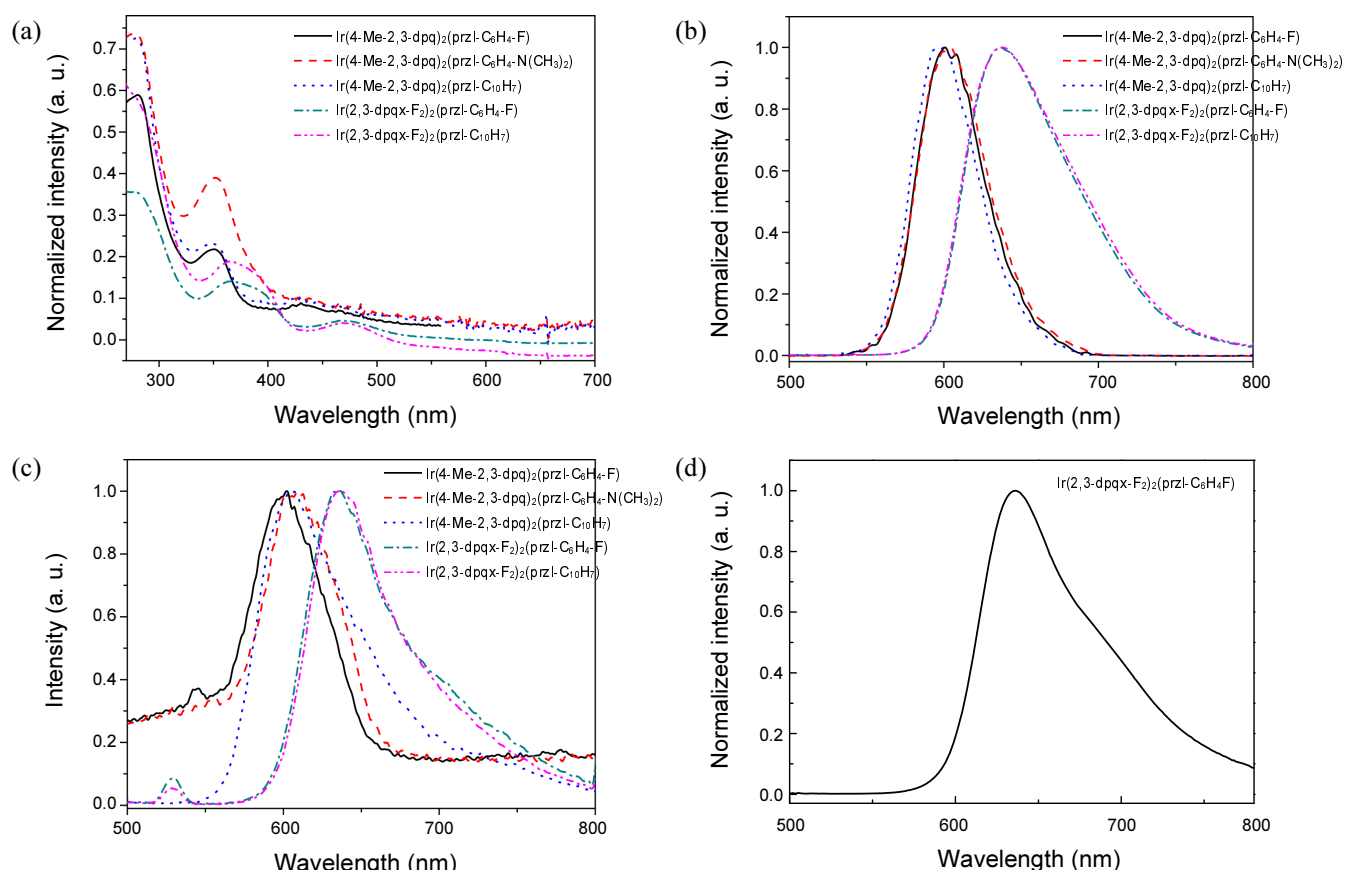 (a)
Ir(4-Me-2,3-dpq)₂(przl-C₆H₄-F)
Ir(4-Me-2,3-dpq)₂(przl-C₆H₄-N(CH₃)₂)
Ir(4-Me-2,3-dpq)₂(przl-C₁₀H₇)
Ir(2,3-dpqx-F₂)₂(przl-C₆H₄-F)
Ir(2,3-dpqx-F₂)₂(przl-C₁₀H₇)
Normalized intensity (a. u.)
0.7
0.6
0.5
0.4
0.3
0.2
0.1
0.0
300 400 500 600 700
Wavelength (nm)
(b)
Ir(4-Me-2,3-dpq)₂(przl-C₆H₄-F)
Ir(4-Me-2,3-dpq)₂(przl-C₆H₄-N(CH₃)₂)
Ir(4-Me-2,3-dpq)₂(przl-C₁₀H₇)
Ir(2,3-dpqx-F₂)₂(przl-C₆H₄-F)
Ir(2,3-dpqx-F₂)₂(przl-C₁₀H₇)
Normalized intensity (a. u.)
1.0
0.8
0.6
0.4
0.2
0.0
500 600 700 800
Wavelength (nm)
(c)
Ir(4-Me-2,3-dpq)₂(przl-C₆H₄-F)
Ir(4-Me-2,3-dpq)₂(przl-C₆H₄-N(CH₃)₂)
Ir(4-Me-2,3-dpq)₂(przl-C₁₀H₇)
Ir(2,3-dpqx-F₂)₂(przl-C₆H₄-F)
Ir(2,3-dpqx-F₂)₂(przl-C₁₀H₇)
Intensity (a. u.)
1.0
0.8
0.6
0.4
0.2
0.0
500 600 700 800
Wavelength (nm)
(d)
Ir(2,3-dpqx-F₂)₂(przl-C₆H₄F)
Normalized intensity (a. u.)
1.0
0.8
0.6
0.4
0.2
0.0
500 600 700 800
Wavelength (nm)